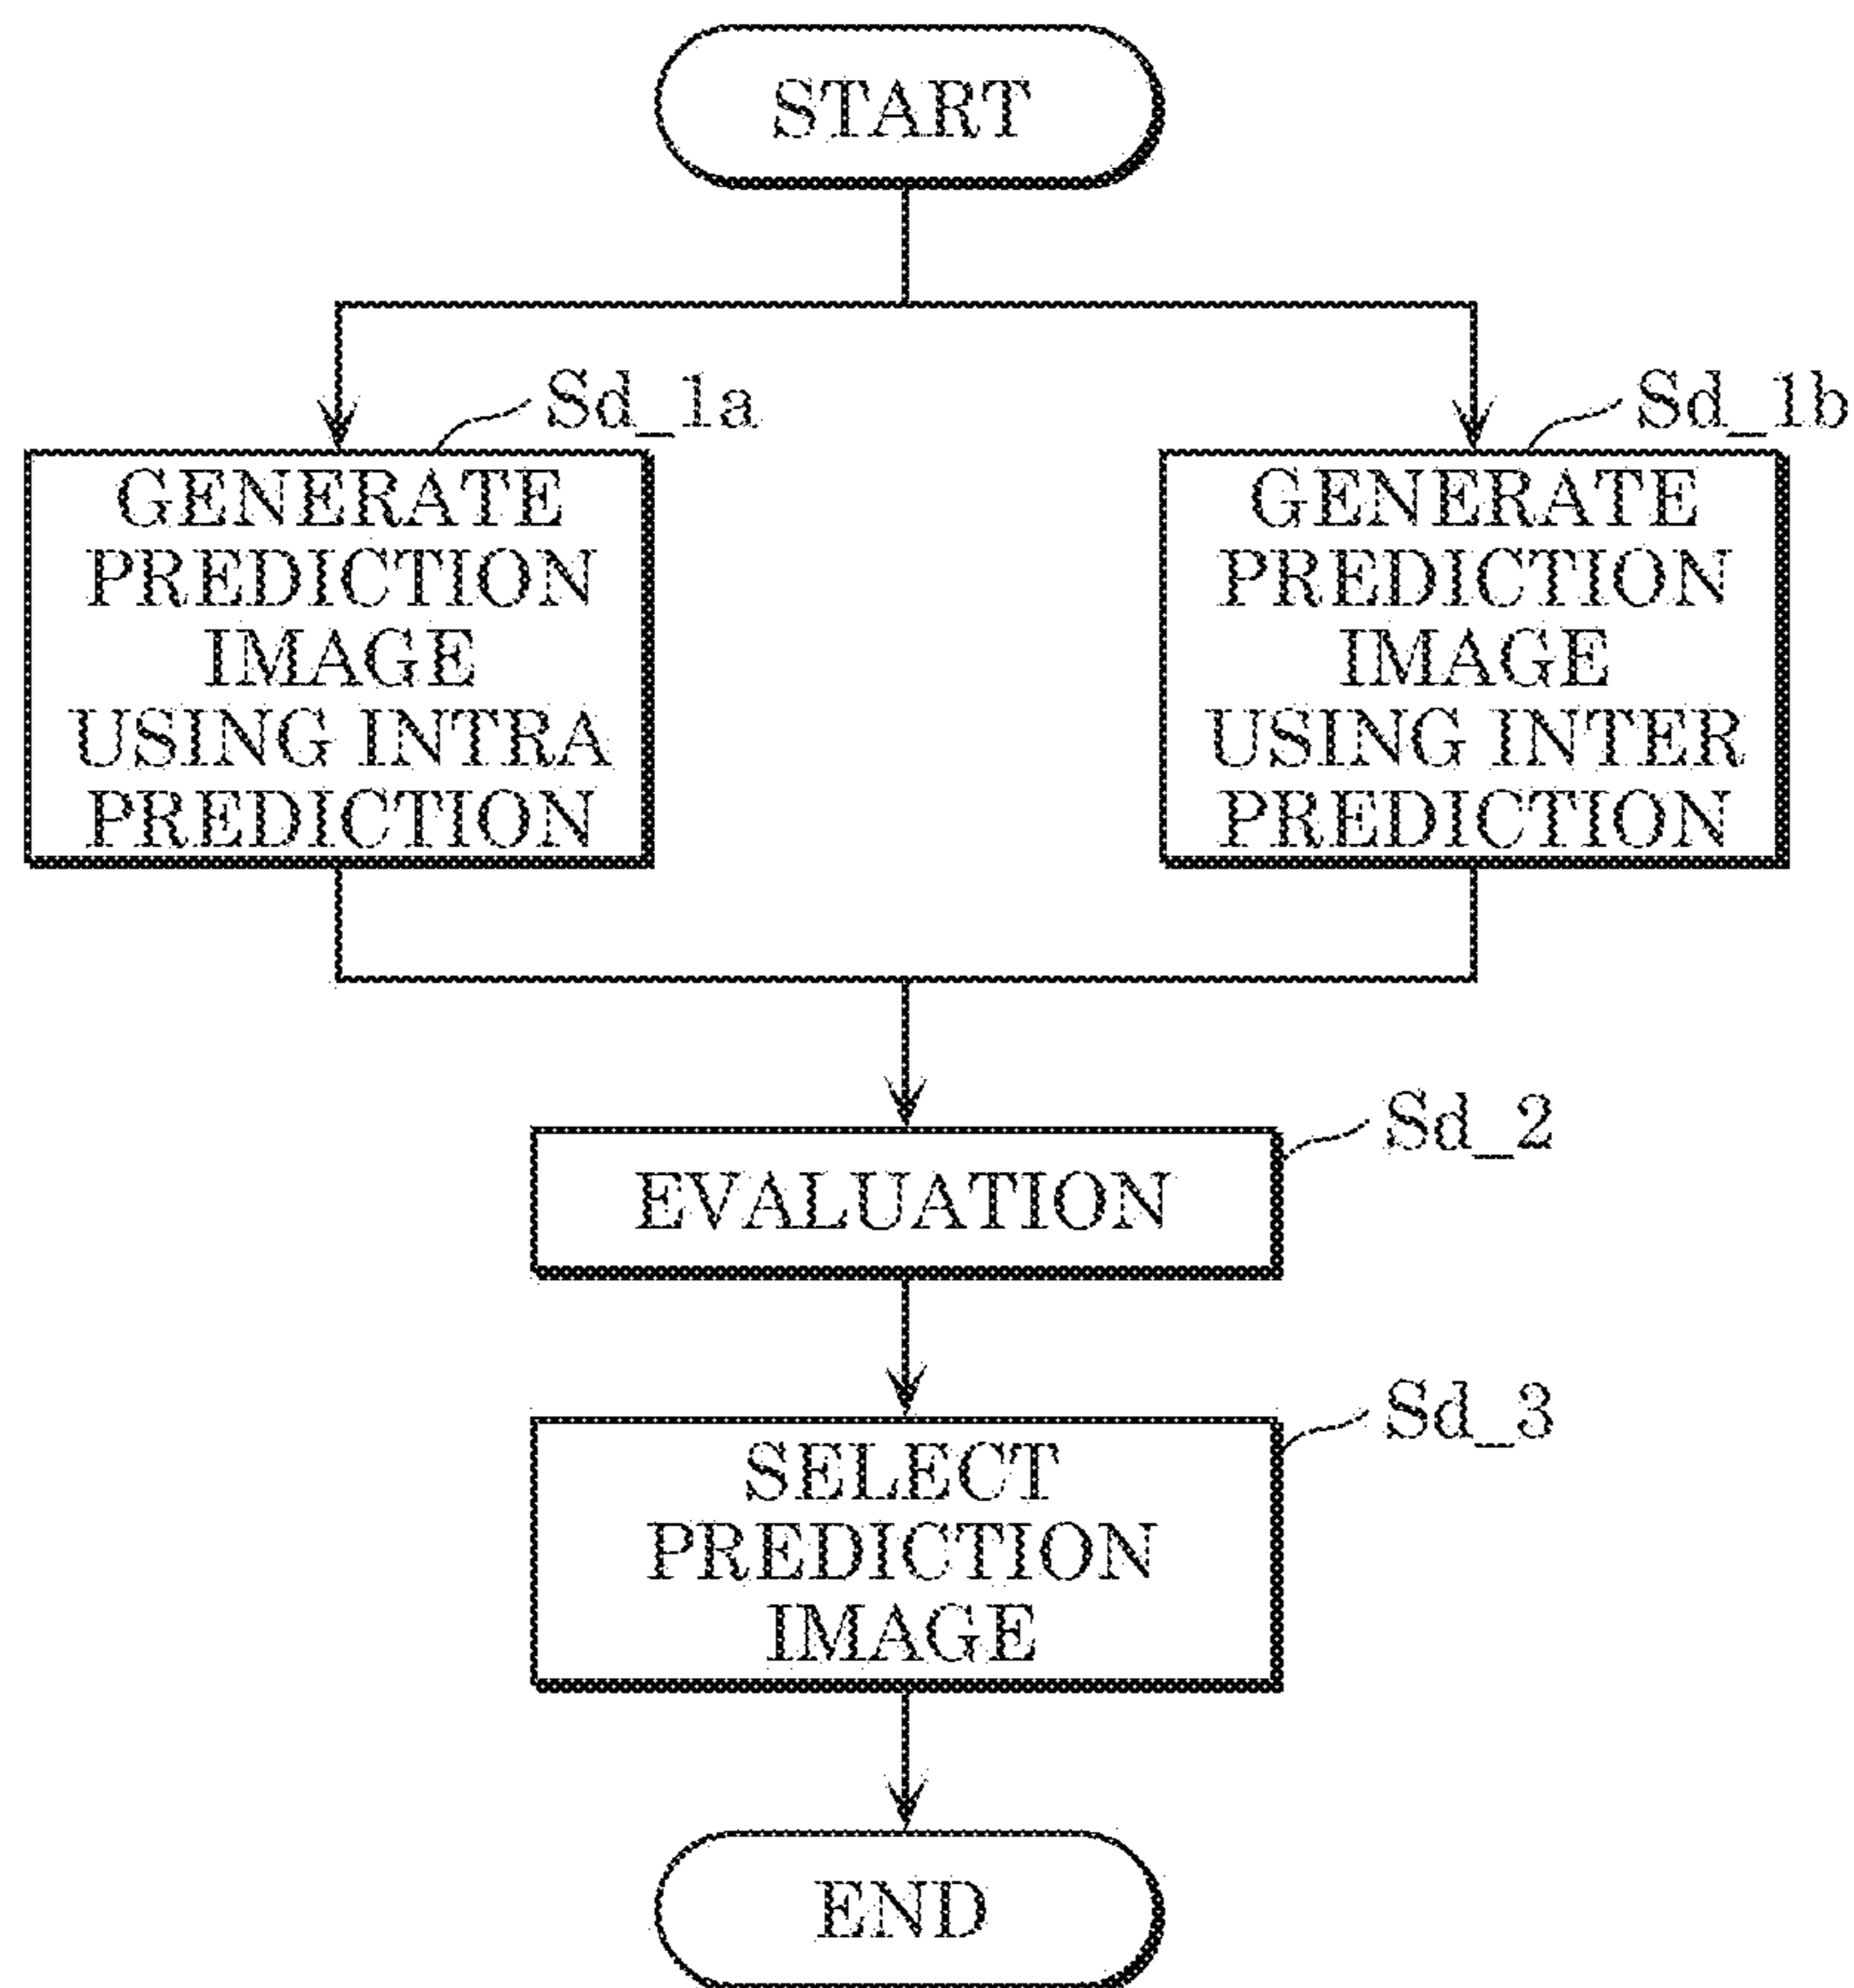 START
Sd_1a
GENERATE
PREDICTION
IMAGE
USING INTRA
PREDICTION
Sd_1b
GENERATE
PREDICTION
IMAGE
USING INTER
PREDICTION
Sd_2
EVALUATION
Sd_3
SELECT
PREDICTION
IMAGE
END